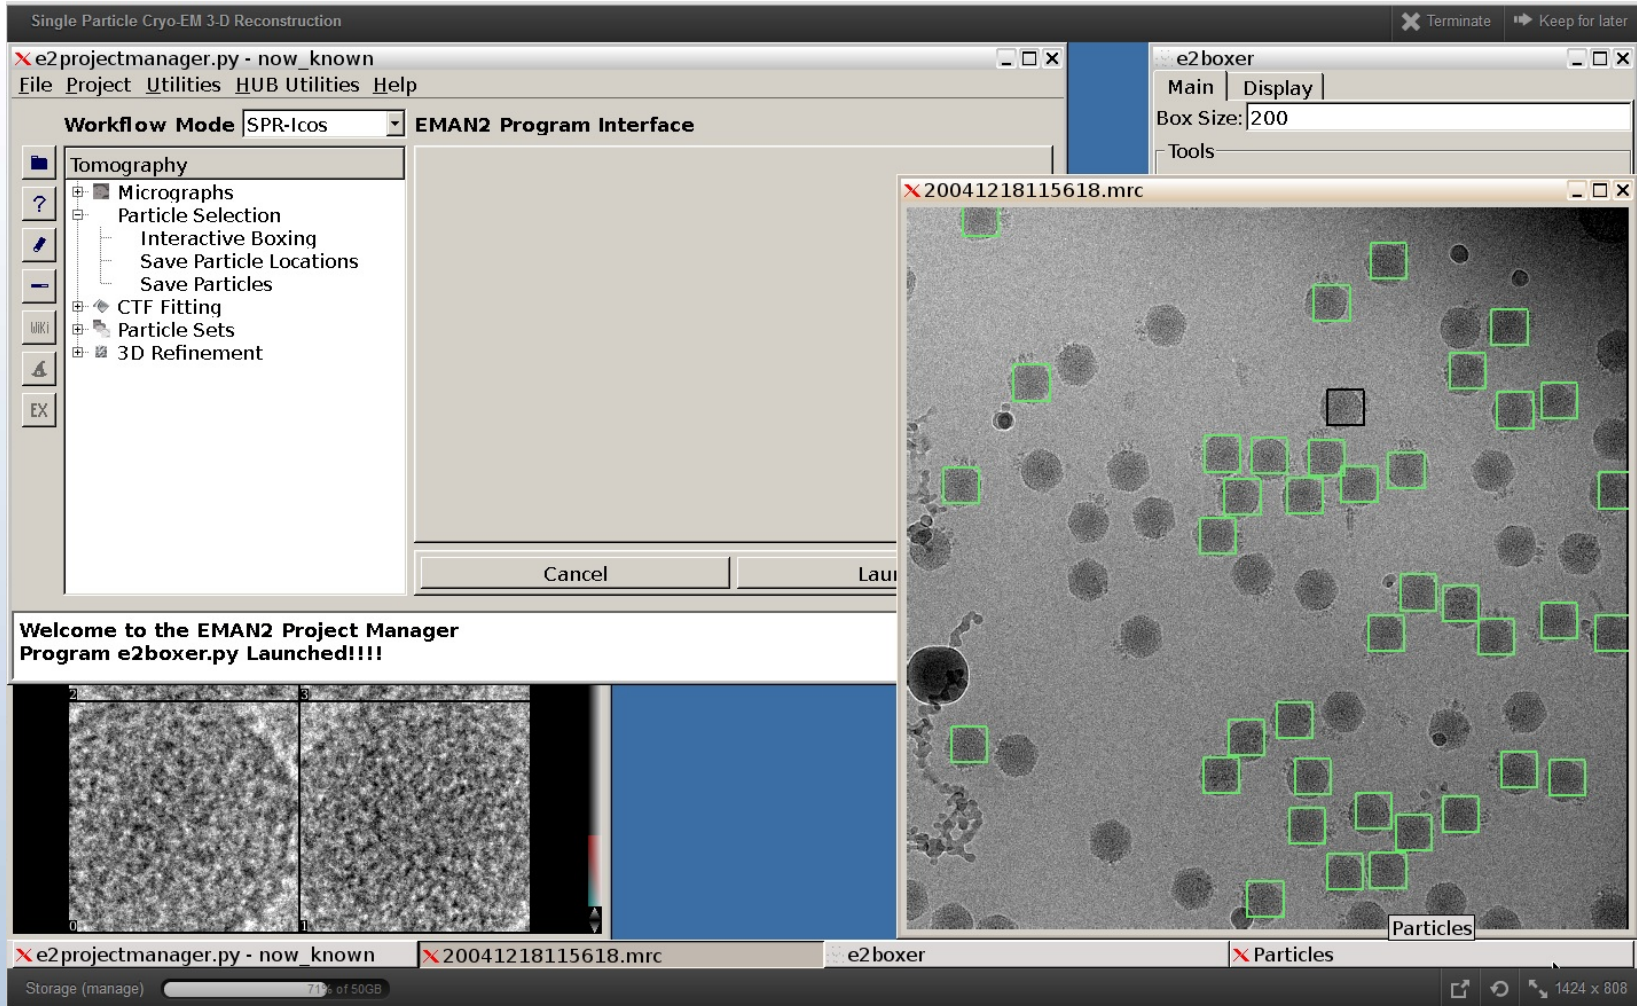 Single Particle Cryo-EM 3-D Reconstruction
Terminate
Keep for later
e2projectmanager.py - now_known
File Project Utilities HUB Utilities Help
Workflow Mode SPR-Icos
EMAN2 Program Interface
Tomography
Micrographs
Particle Selection
Interactive Boxing
Save Particle Locations
Save Particles
CTF Fitting
Particle Sets
3D Refinement
?
WiKi
EX
Cancel
Laun
Welcome to the EMAN2 Project Manager
Program e2boxer.py Launched!!!!
e2boxer
Main Display
Box Size: 200
Tools
20041218115618.mrc
2 3
0 1
Particles
e2projectmanager.py - now_known
20041218115618.mrc
e2boxer
Particles
Storage (manage)
71% of 50GB
1424 x 808